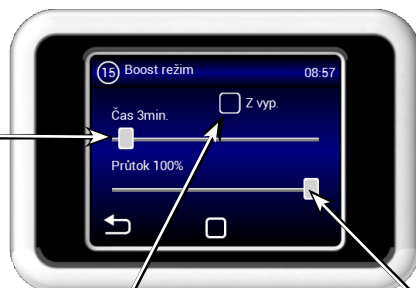 15 Boost režim 08:57
Z vyp.
Čas 3min.
Průtok 100%